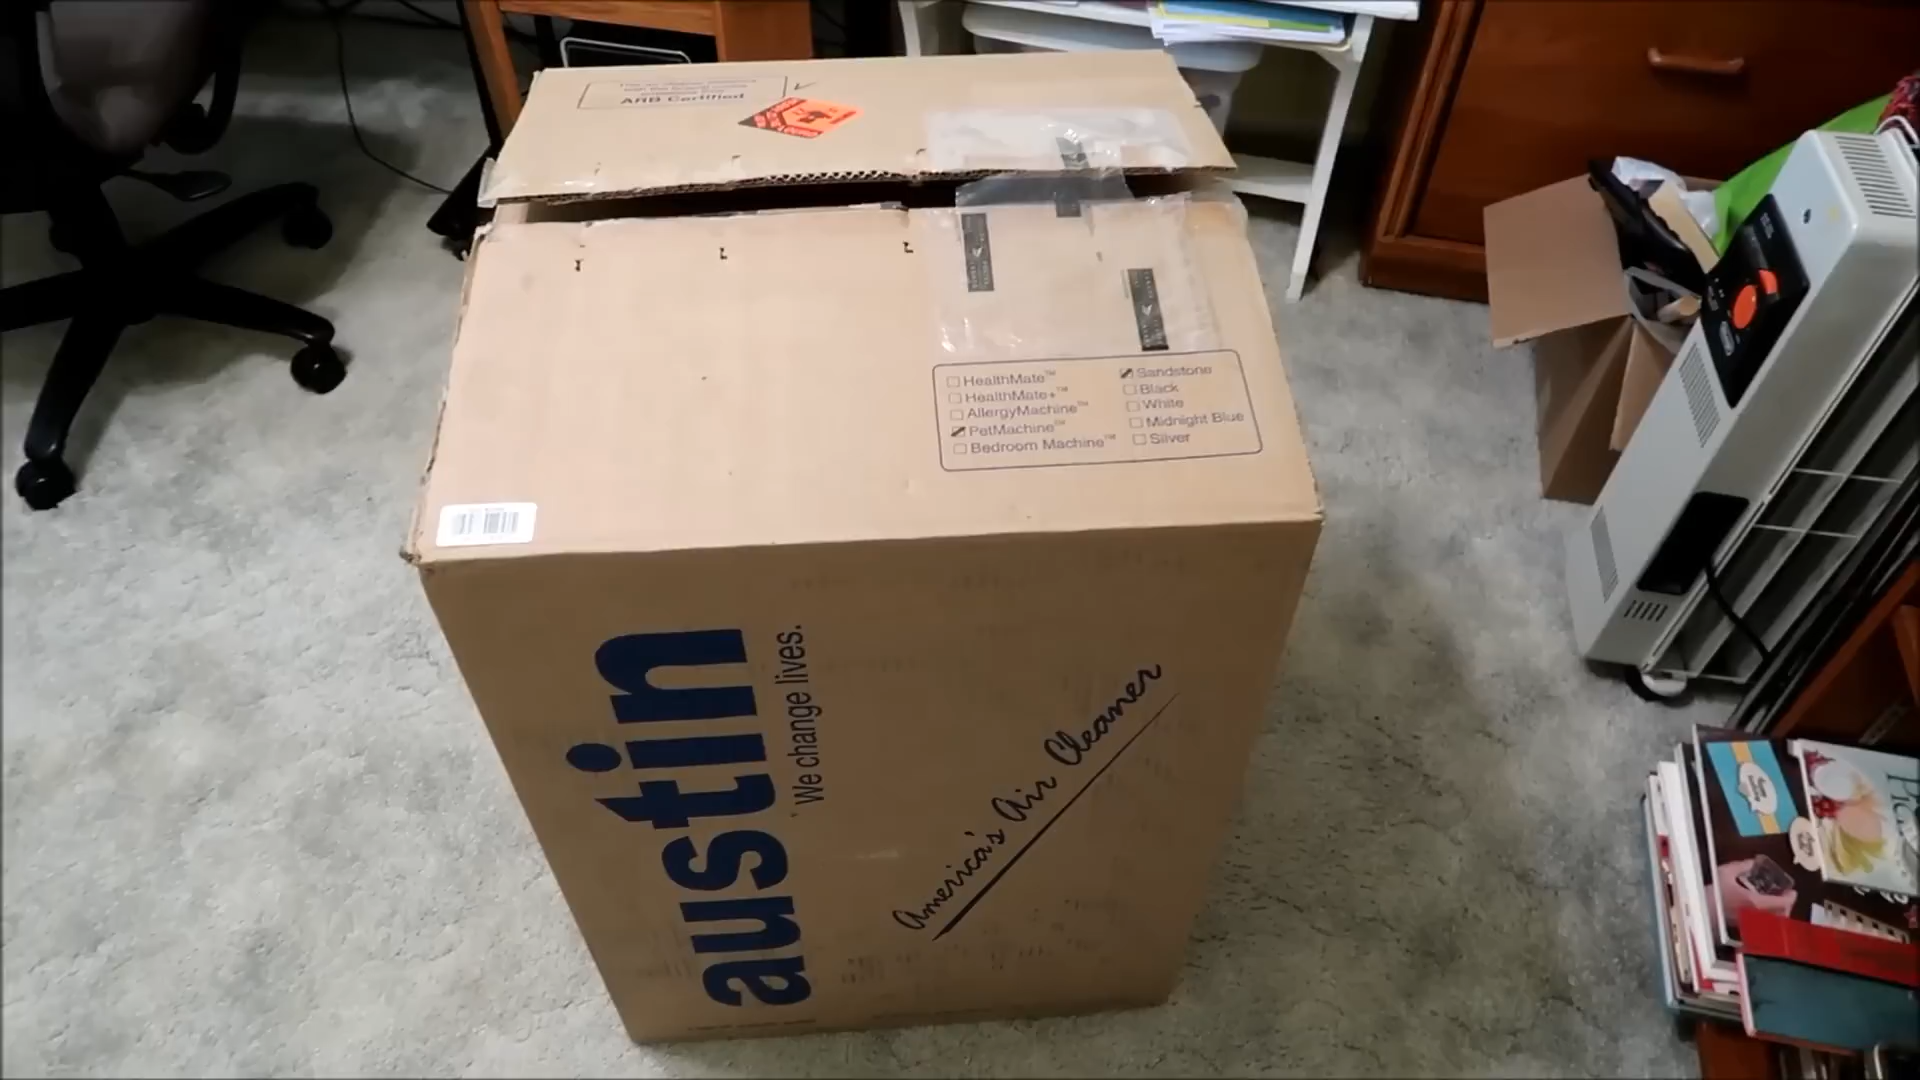 ARB Certified
HealthMate™
HealthMate+™
AllergyMachine™
PetMachine™
Bedroom Machine™
Sandstone
Black
White
Midnight Blue
Silver
austin
We change lives.
America's Air Cleaner